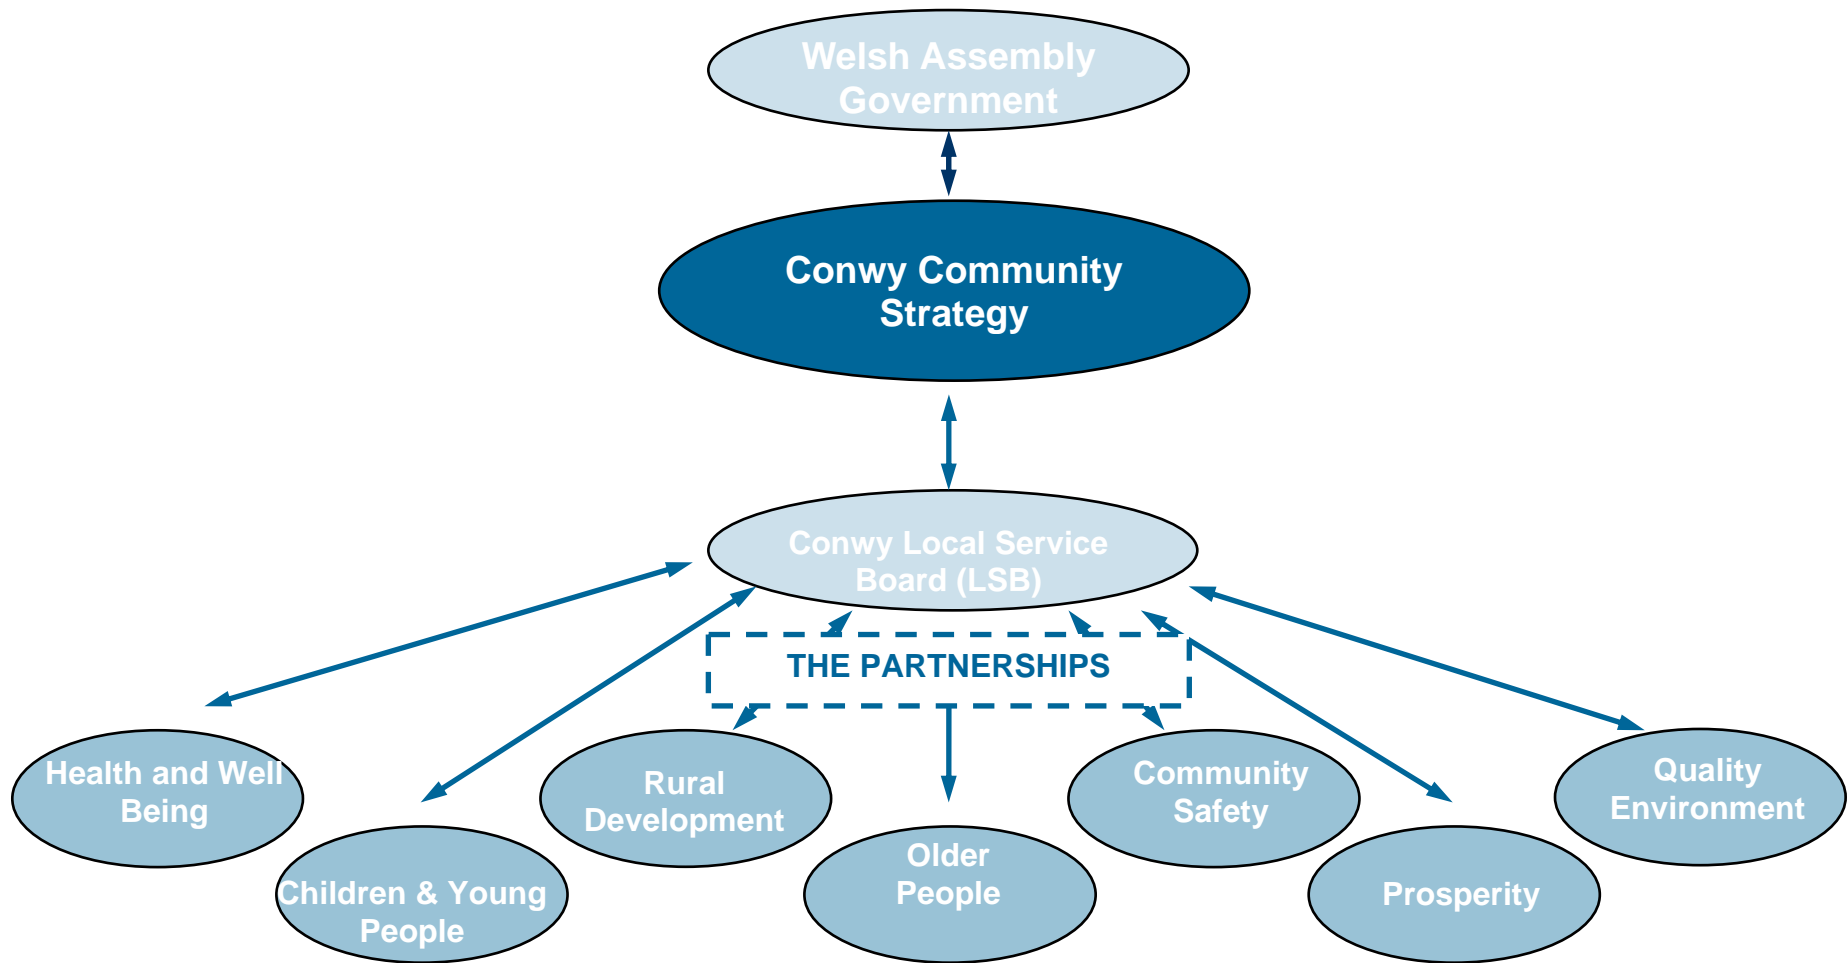 Welsh Assembly
Government
Conwy Community
Strategy
Conwy Local Service
Board (LSB)
THE PARTNERSHIPS
Health and Well
Being
Children & Young
People
Rural
Development
Older
People
Community
Safety
Prosperity
Quality
Environment